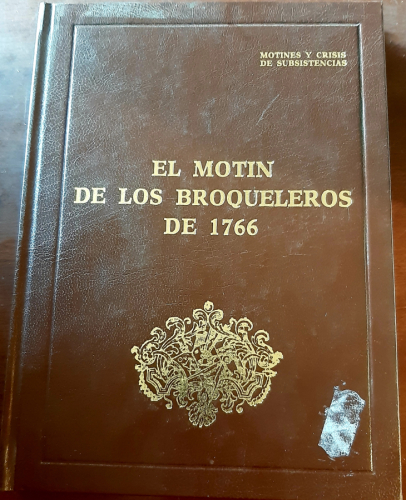 MOTINES Y CRISIS
DE SUBSISTENCIAS
EL MOTIN
DE LOS BROQUELEROS
DE 1766